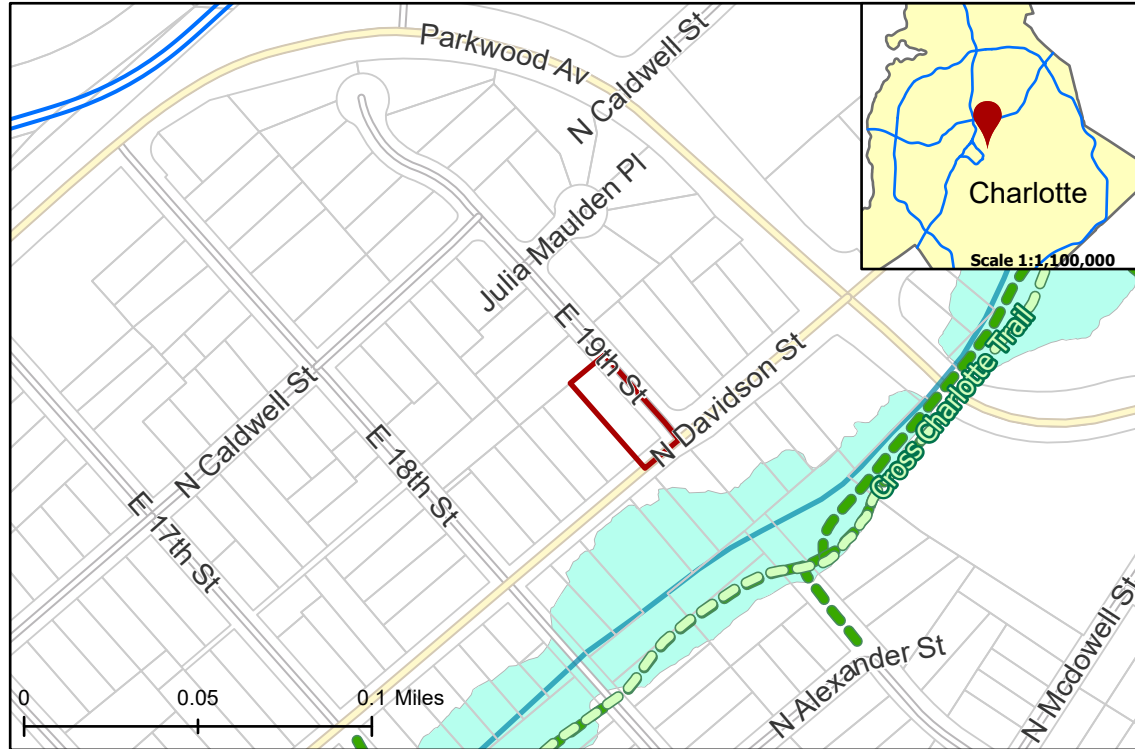 Parkwood Av
N Caldwell St
Charlotte
Scale 1:1,100,000
Julia Maulden Pl
E 19th St
N Davidson St
Cross Charlotte Trail
N Caldwell St
E 18th St
E 17th St
N Alexander St
N Mcdowell St
0 0.05 0.1 Miles